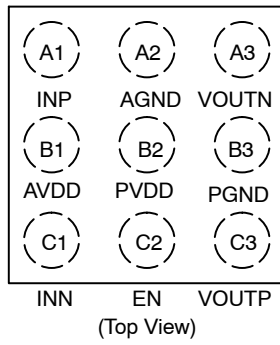 A1 A2 A3
INP AGND VOUTN
B1 B2 B3
AVDD PVDD PGND
C1 C2 C3
INN EN VOUTP
(Top View)